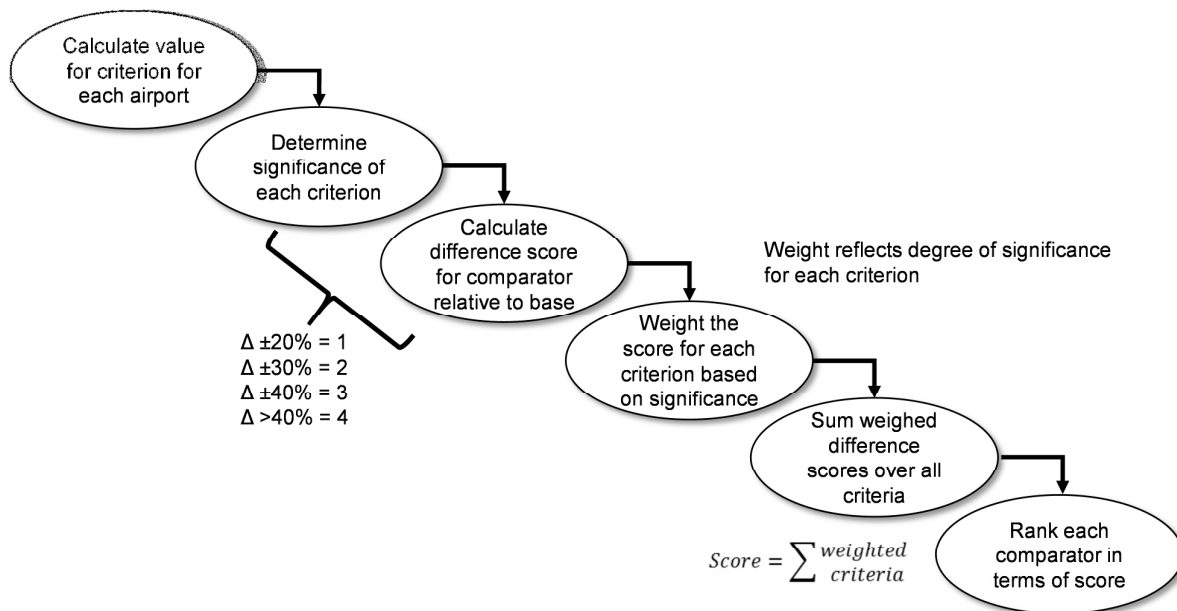 Calculate value
for criterion for
each airport
Determine
significance of
each criterion
Calculate
difference score
for comparator
relative to base
Weight reflects degree of significance
for each criterion
Δ ±20% = 1
Δ ±30% = 2
Δ ±40% = 3
Δ >40% = 4
Weight the
score for each
criterion based
on significance
Sum weighed
difference
scores over all
criteria
Score = ∑ weighted
criteria
Rank each
comparator in
terms of score